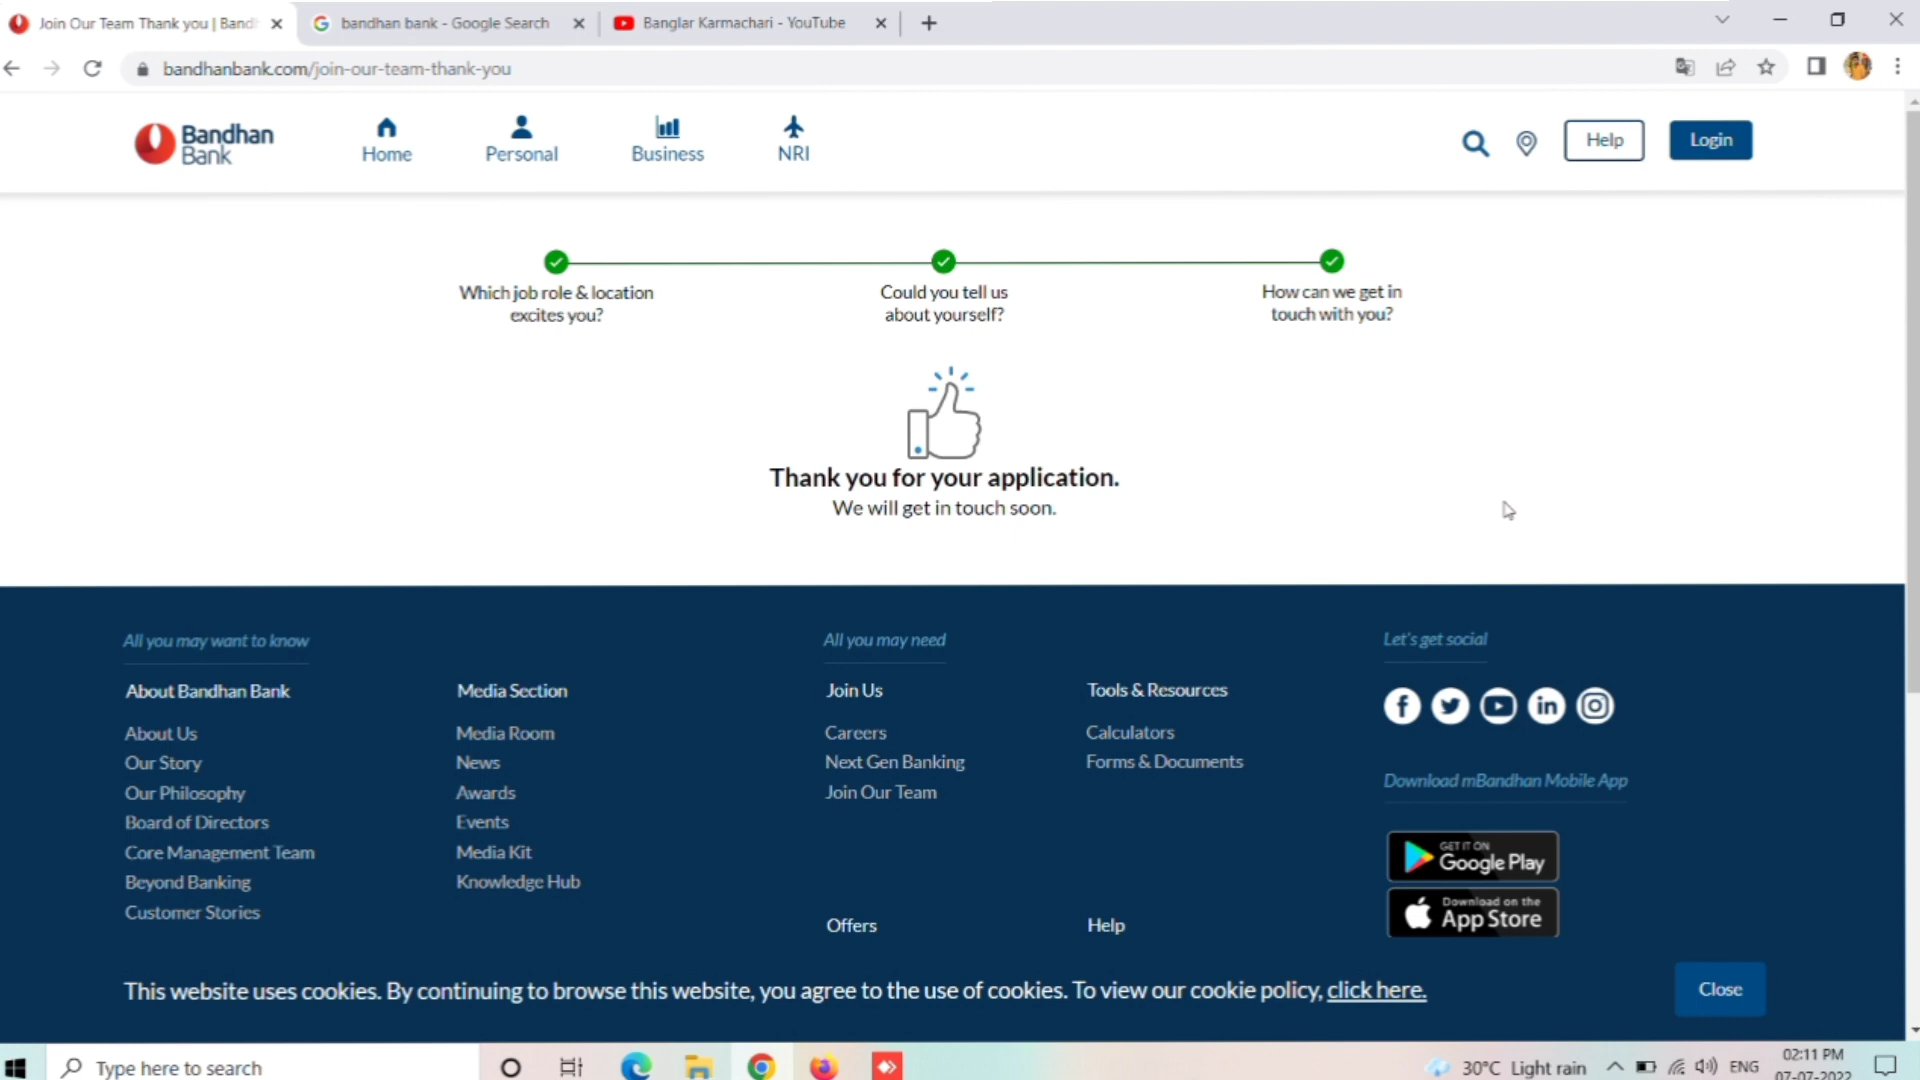 Join Our Team Thank you | Band
bandhan bank - Google Search
Banglar Karmachari - YouTube
bandhanbank.com/join-our-team-thank-you
Bandhan
Bank
Home
Personal
Business
NRI
Help
Login
Which job role & location
excites you?
Could you tell us
about yourself?
How can we get in
touch with you?
Thank you for your application.
We will get in touch soon.
All you may want to know
About Bandhan Bank
About Us
Our Story
Our Philosophy
Board of Directors
Core Management Team
Beyond Banking
Customer Stories
Media Section
Media Room
News
Awards
Events
Media Kit
Knowledge Hub
All you may need
Join Us
Careers
Next Gen Banking
Join Our Team
Offers
Tools & Resources
Calculators
Forms & Documents
Help
Let's get social
Download mBandhan Mobile App
GET IT ON
Google Play
Download on the
App Store
This website uses cookies. By continuing to browse this website, you agree to the use of cookies. To view our cookie policy, click here.
Close
Type here to search
30°C Light rain
ENG
02:11 PM
07-07-2022